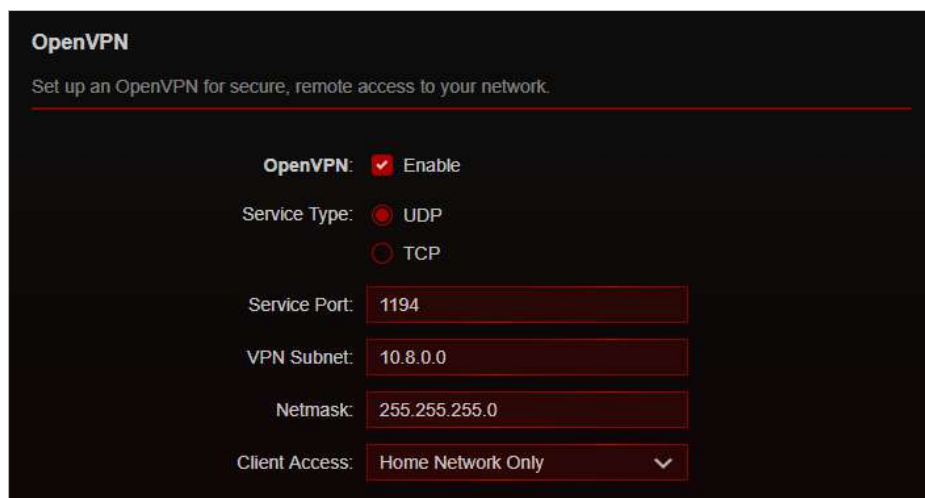 OpenVPN
Set up an OpenVPN for secure, remote access to your network.
OpenVPN: Enable
Service Type: UDP
TCP
Service Port: 1194
VPN Subnet: 10.8.0.0
Netmask: 255.255.255.0
Client Access: Home Network Only